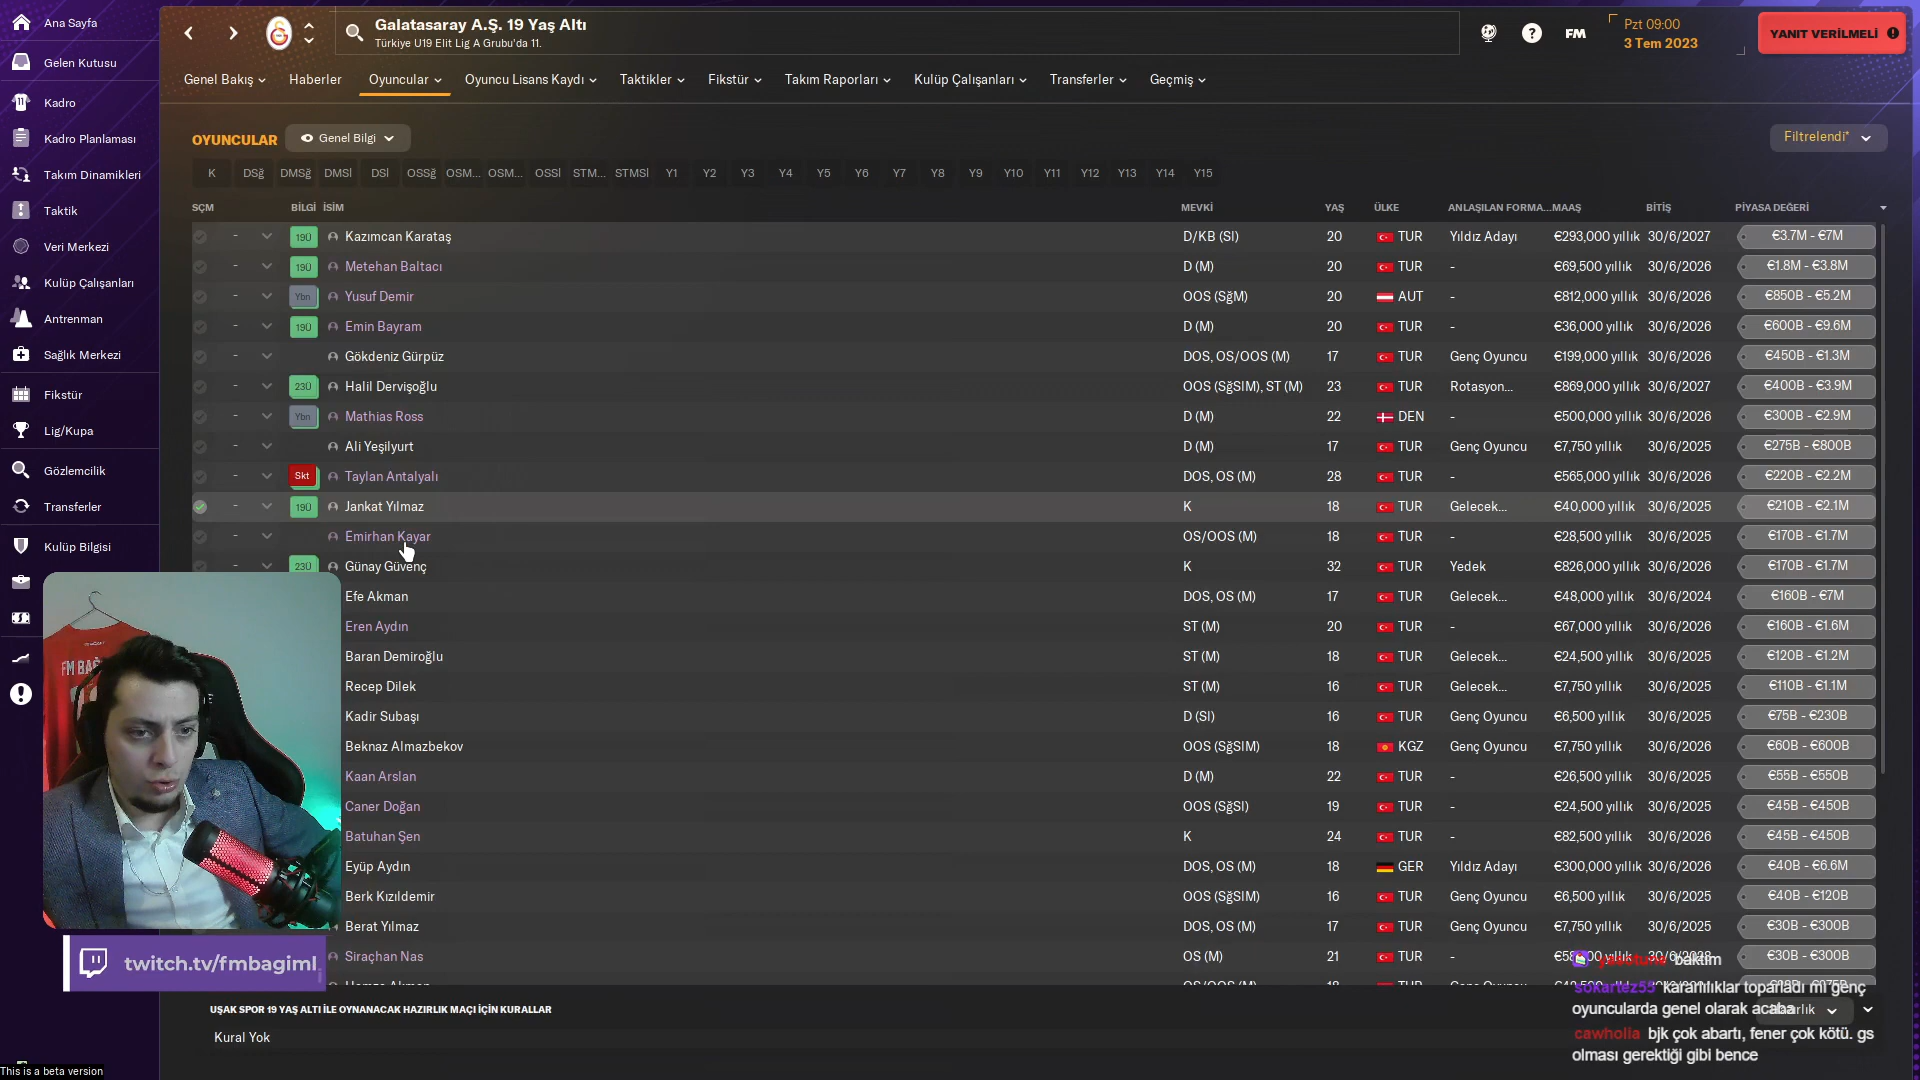 Ana Sayfa
Gelen Kutusu
Kadro
Kadro Planlaması
Takım Dinamikleri
Taktik
Veri Merkezi
Kulüp Çalışanları
Antrenman
Sağlık Merkezi
Fikstür
Lig/Kupa
Gözlemcilik
Transferler
Kulüp Bilgisi
Galatasaray A.Ş. 19 Yaş Altı
Türkiye U19 Elit Lig A Grubu'da 11.
FM
Pzt 09:00
3 Tem 2023
YANIT VERİLMELİ
Genel Bakış Haberler Oyuncular Oyuncu Lisans Kaydı Taktikler Fikstür Takım Raporları Kulüp Çalışanları Transferler Geçmiş
OYUNCULAR Genel Bilgi Filtrelendi*
K DSğ DMSğ DMSl DSl OSSğ OSM... OSM... OSSl STM... STMSl Y1 Y2 Y3 Y4 Y5 Y6 Y7 Y8 Y9 Y10 Y11 Y12 Y13 Y14 Y15
SÇM BİLGİ İSİM MEVKİ YAŞ ÜLKE ANLAŞILAN FORMA... MAAŞ BİTİŞ PİYASA DEĞERİ
- 19Ü Kazımcan Karataş D/KB (Sl) 20 TUR Yıldız Adayı €293,000 yıllık 30/6/2027 €3.7M - €7M
- 19Ü Metehan Baltacı D (M) 20 TUR - €69,500 yıllık 30/6/2026 €1.8M - €3.8M
- Ybn Yusuf Demir OOS (SğM) 20 AUT - €812,000 yıllık 30/6/2026 €850B - €5.2M
- 19Ü Emin Bayram D (M) 20 TUR - €36,000 yıllık 30/6/2026 €600B - €9.6M
- Gökdeniz Gürpüz DOS, OS/OOS (M) 17 TUR Genç Oyuncu €199,000 yıllık 30/6/2026 €450B - €1.3M
- 23Ü Halil Dervişoğlu OOS (SğSlM), ST (M) 23 TUR Rotasyon... €869,000 yıllık 30/6/2027 €400B - €3.9M
- Ybn Mathias Ross D (M) 22 DEN - €500,000 yıllık 30/6/2026 €300B - €2.9M
- Ali Yeşilyurt D (M) 17 TUR Genç Oyuncu €7,750 yıllık 30/6/2025 €275B - €800B
- Skt Taylan Antalyalı DOS, OS (M) 28 TUR - €565,000 yıllık 30/6/2026 €220B - €2.2M
- 19Ü Jankat Yılmaz K 18 TUR Gelecek... €40,000 yıllık 30/6/2025 €210B - €2.1M
- Emirhan Kayar OS/OOS (M) 18 TUR - €28,500 yıllık 30/6/2025 €170B - €1.7M
- 23Ü Günay Güvenç K 32 TUR Yedek €826,000 yıllık 30/6/2026 €170B - €1.7M
Efe Akman DOS, OS (M) 17 TUR Gelecek... €48,000 yıllık 30/6/2024 €160B - €7M
Eren Aydın ST (M) 20 TUR - €67,000 yıllık 30/6/2026 €160B - €1.6M
Baran Demiroğlu ST (M) 18 TUR Gelecek... €24,500 yıllık 30/6/2025 €120B - €1.2M
Recep Dilek ST (M) 16 TUR Gelecek... €7,750 yıllık 30/6/2025 €110B - €1.1M
Kadir Subaşı D (Sl) 16 TUR Genç Oyuncu €6,500 yıllık 30/6/2025 €75B - €230B
Beknaz Almazbekov OOS (SğSlM) 18 KGZ Genç Oyuncu €7,750 yıllık 30/6/2026 €60B - €600B
Kaan Arslan D (M) 22 TUR - €26,500 yıllık 30/6/2025 €55B - €550B
Caner Doğan OOS (SğSl) 19 TUR - €24,500 yıllık 30/6/2025 €45B - €450B
Batuhan Şen K 24 TUR - €82,500 yıllık 30/6/2026 €45B - €450B
Eyüp Aydın DOS, OS (M) 18 GER Yıldız Adayı €300,000 yıllık 30/6/2026 €40B - €6.6M
Berk Kızıldemir OOS (SğSlM) 16 TUR Genç Oyuncu €6,500 yıllık 30/6/2025 €40B - €120B
Berat Yılmaz DOS, OS (M) 17 TUR Genç Oyuncu €7,750 yıllık 30/6/2025 €30B - €300B
Siraçhan Nas OS (M) 21 TUR - €30B - €300B
UŞAK SPOR 19 YAŞ ALTI İLE OYNANACAK HAZIRLIK MAÇI İÇİN KURALLAR
Kural Yok
FM
twitch.tv/fmbagiml
baktım
sokartez55 kararlılıklar toparladı mı genç
oyuncularda genel olarak acaba
cawholla bjk çok abartı, fener çok kötü. gs
olması gerektiği gibi bence
This is a beta version